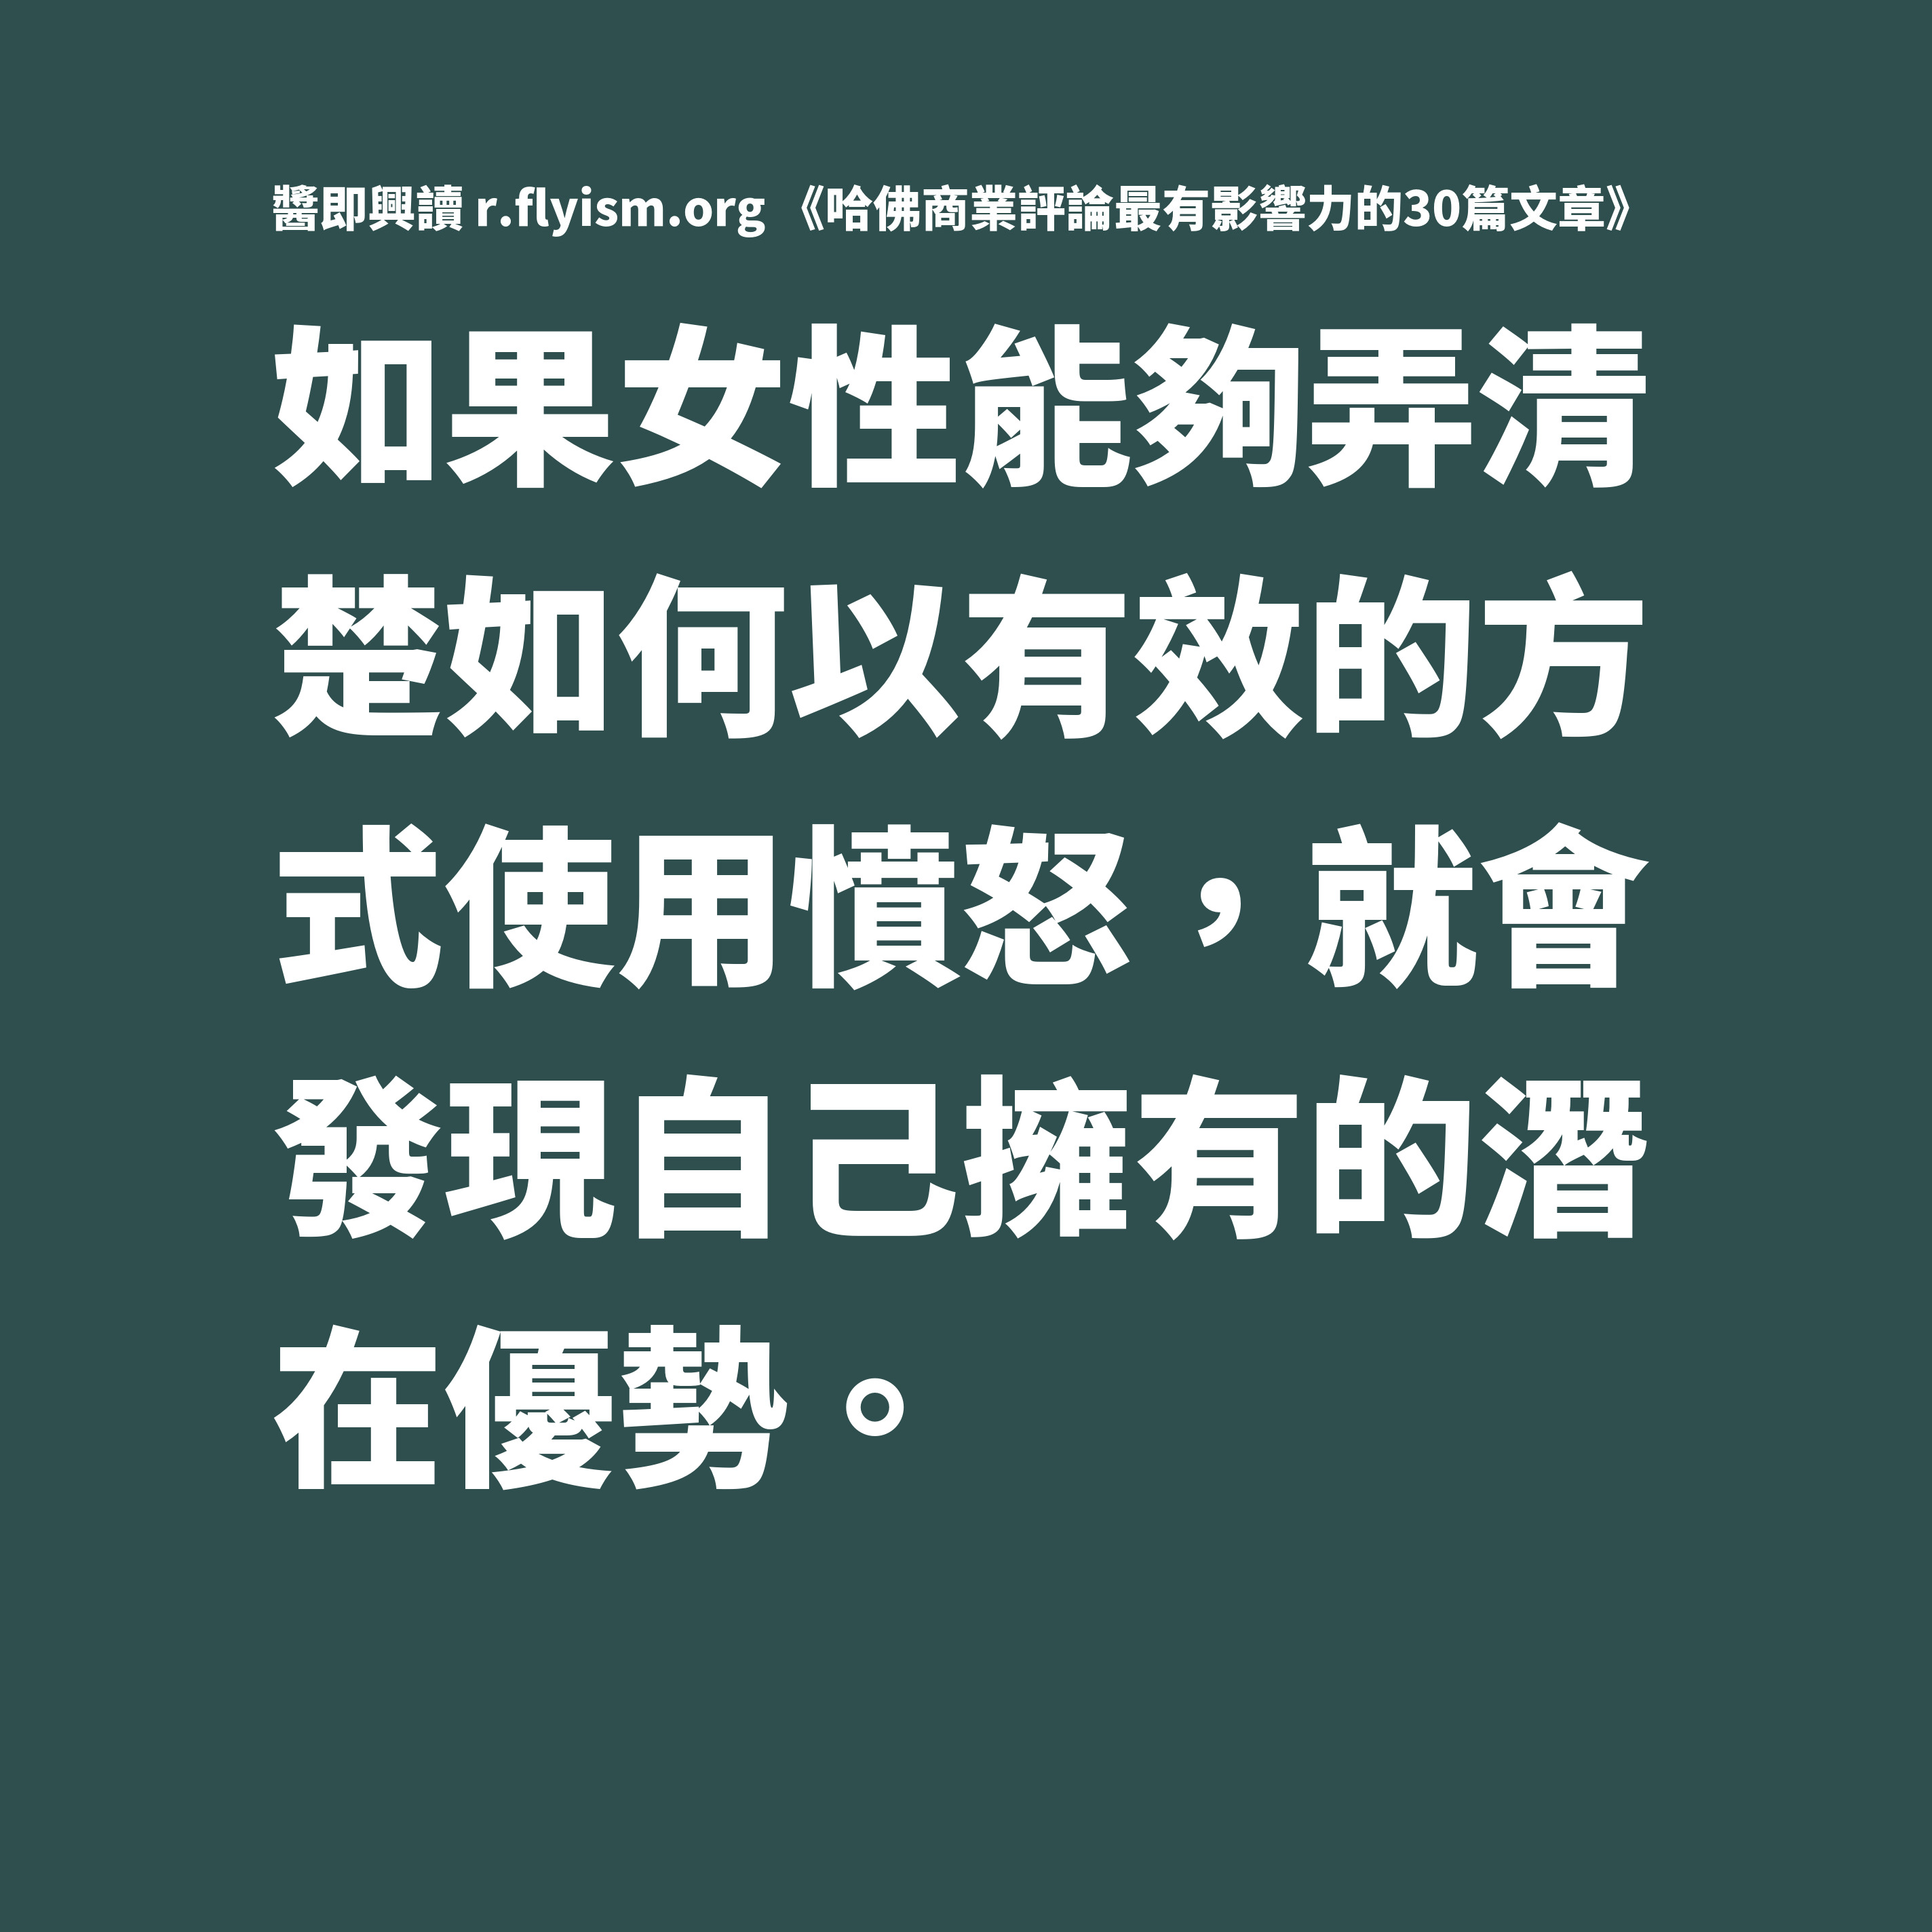 幫即興讀r.flyism.org《哈佛商業評論最有影響力的30篇文章《
如果女性能夠弄清
楚如何以有效的方
式使用憤怒，就會
發現自己擁有的潛
在優勢。